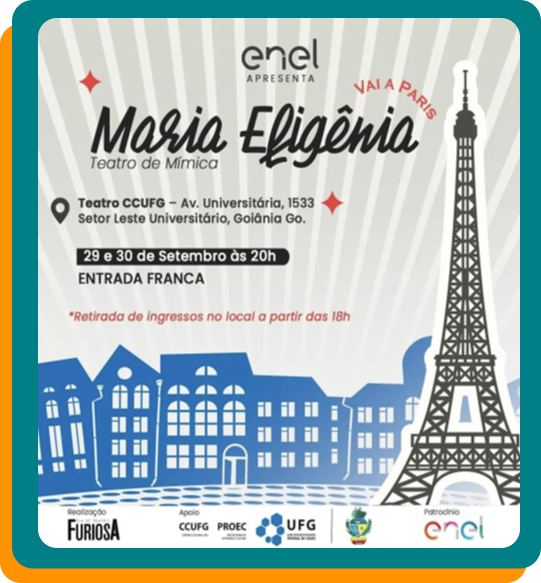 enel
APRESENTA
VAI A PARIS
Maria Efigênia
Teatro de Mímica
Teatro CCUFG – Av. Universitária, 1533
Setor Leste Universitário, Goiânia Go.
29 e 30 de Setembro às 20h
ENTRADA FRANCA
*Retirada de ingressos no local a partir das 18h
Realização
FURIOSA
Apoio
CCUFG
PROEC
UFG
Patrocínio
enel